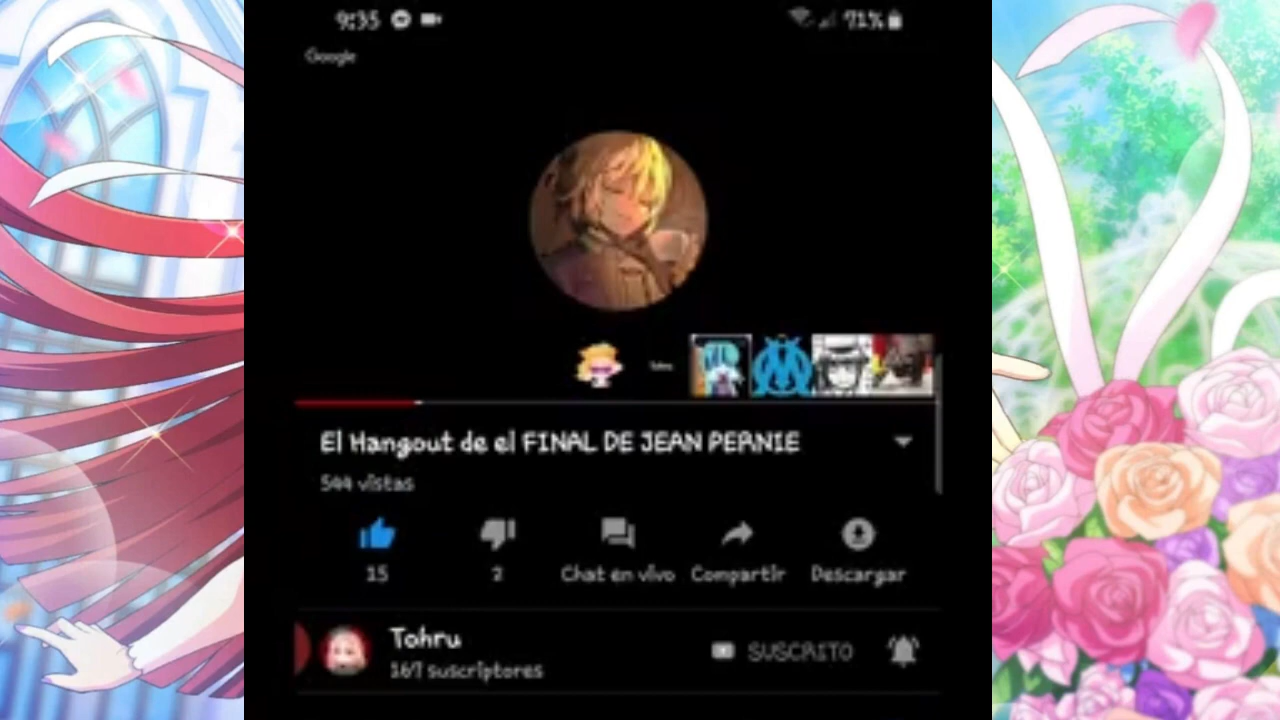 9:35
71%
Google
El Hangout de el FINAL DE JEAN PERNIE
544 vistas
15
2
Chat en vivo
Compartir
Descargar
Tohru
167 suscriptores
SUSCRITO